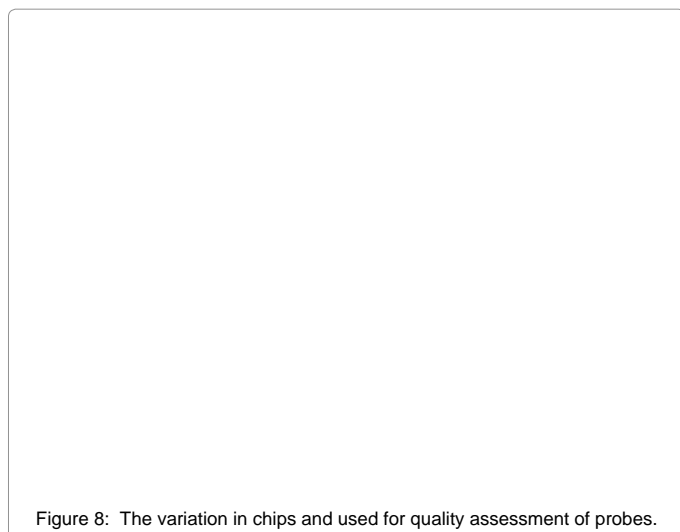 Figure 8:  The variation in chips and used for quality assessment of probes.